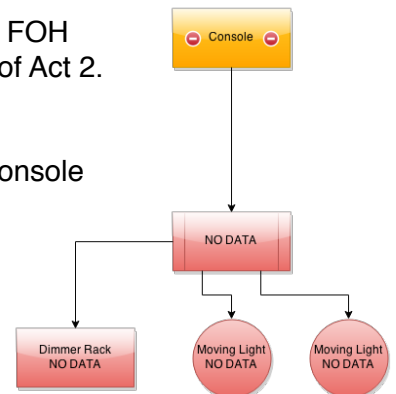 FOH
of Act 2.
Console
onsole
NO DATA
Dimmer Rack
NO DATA
Moving Light
NO DATA
Moving Light
NO DATA